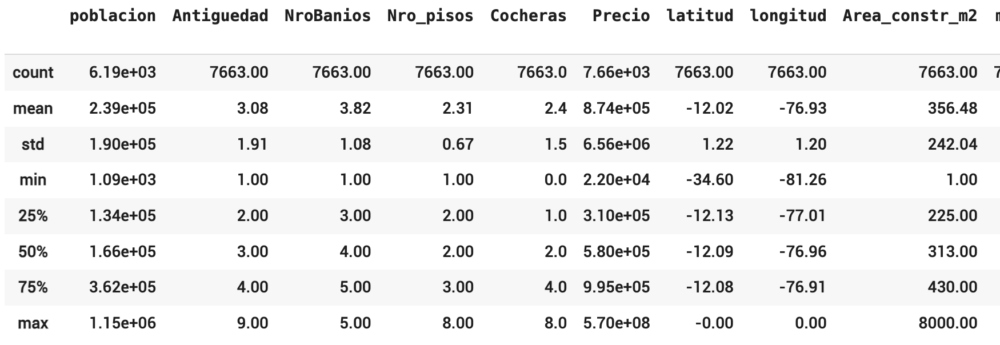 poblacion Antiguedad NroBanios Nro_pisos Cocheras Precio latitud longitud Area_constr_m2
count 6.19e+03 7663.00 7663.00 7663.00 7663.0 7.66e+03 7663.00 7663.00 7663.00
mean 2.39e+05 3.08 3.82 2.31 2.4 8.74e+05 -12.02 -76.93 356.48
std 1.90e+05 1.91 1.08 0.67 1.5 6.56e+06 1.22 1.20 242.04
min 1.09e+03 1.00 1.00 1.00 0.0 2.20e+04 -34.60 -81.26 1.00
25% 1.34e+05 2.00 3.00 2.00 1.0 3.10e+05 -12.13 -77.01 225.00
50% 1.66e+05 3.00 4.00 2.00 2.0 5.80e+05 -12.09 -76.96 313.00
75% 3.62e+05 4.00 5.00 3.00 4.0 9.95e+05 -12.08 -76.91 430.00
max 1.15e+06 9.00 5.00 8.00 8.0 5.70e+08 -0.00 0.00 8000.00